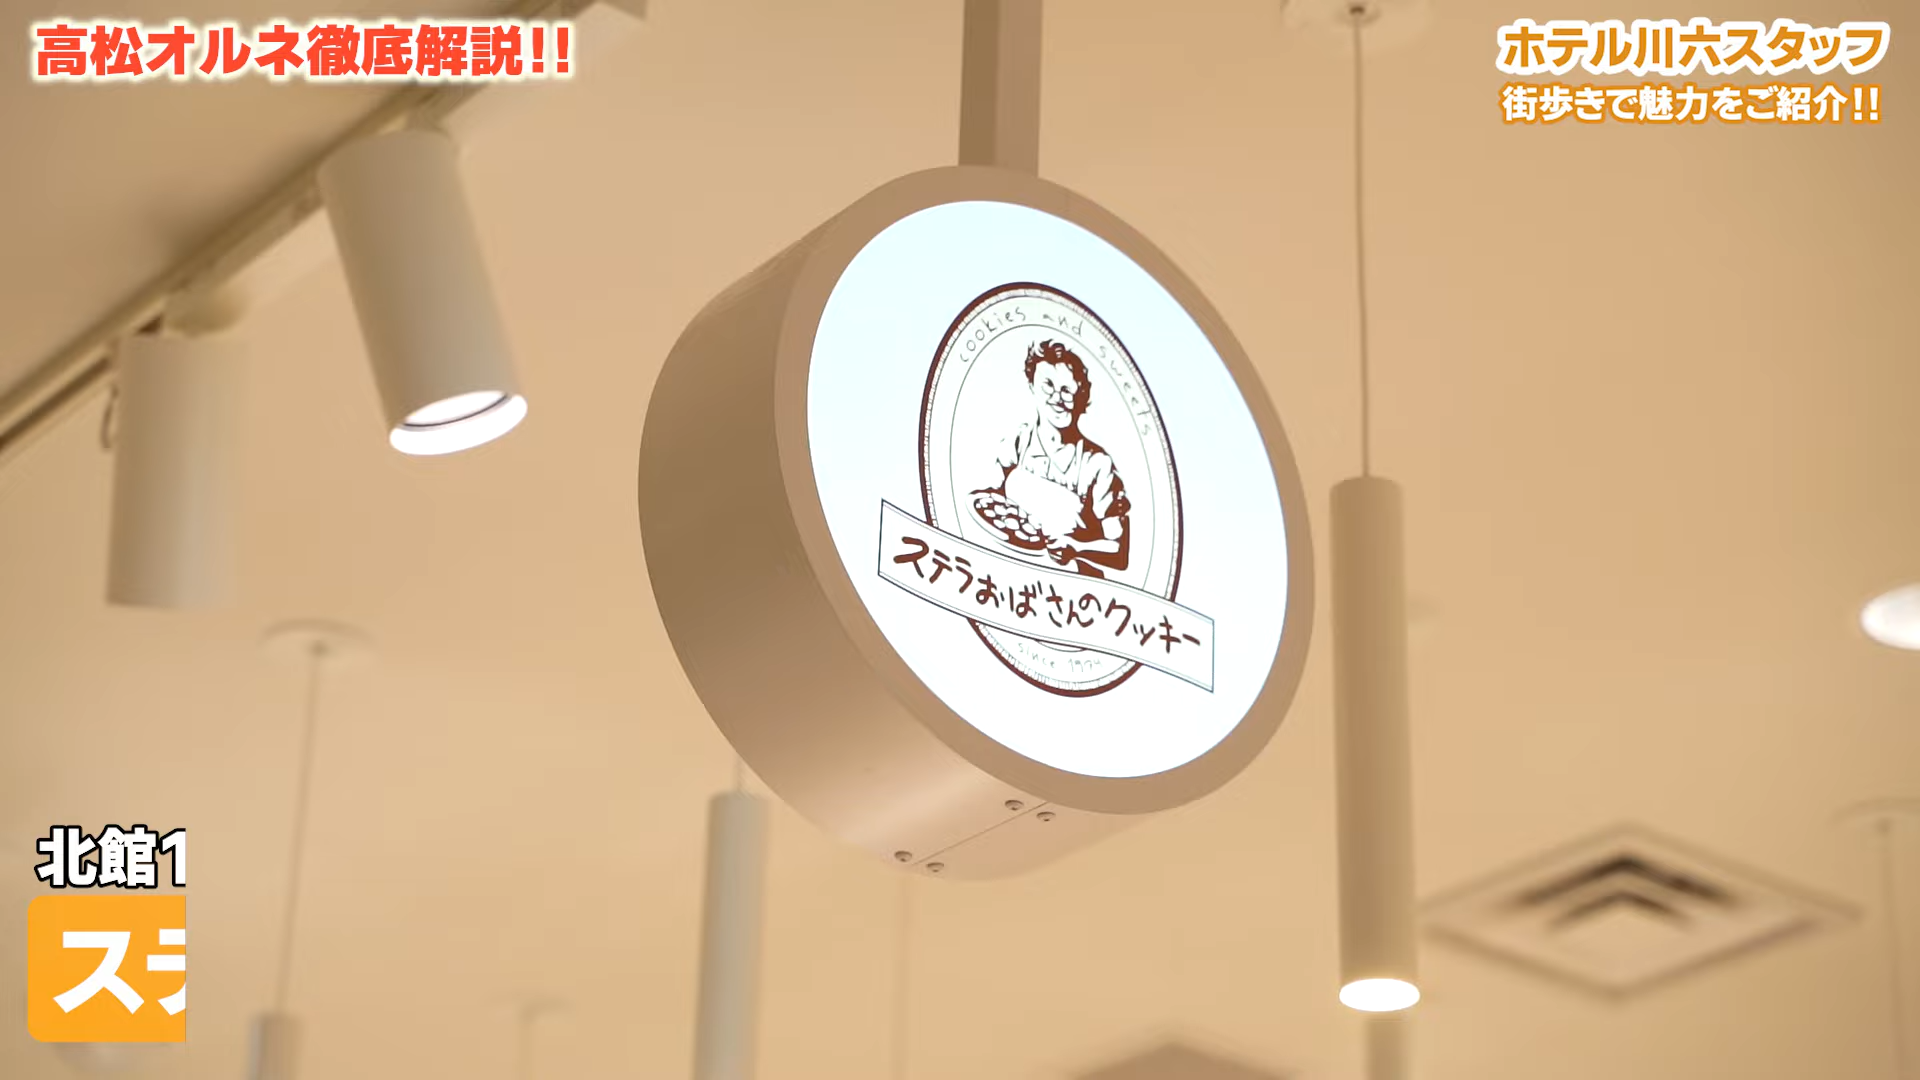 高松オルネ徹底解説!!
ホテル川六スタッフ
街歩きで魅力をご紹介!!
cookies and sweets
ステラおばさんのクッキー
since 1974
北館1
ステ